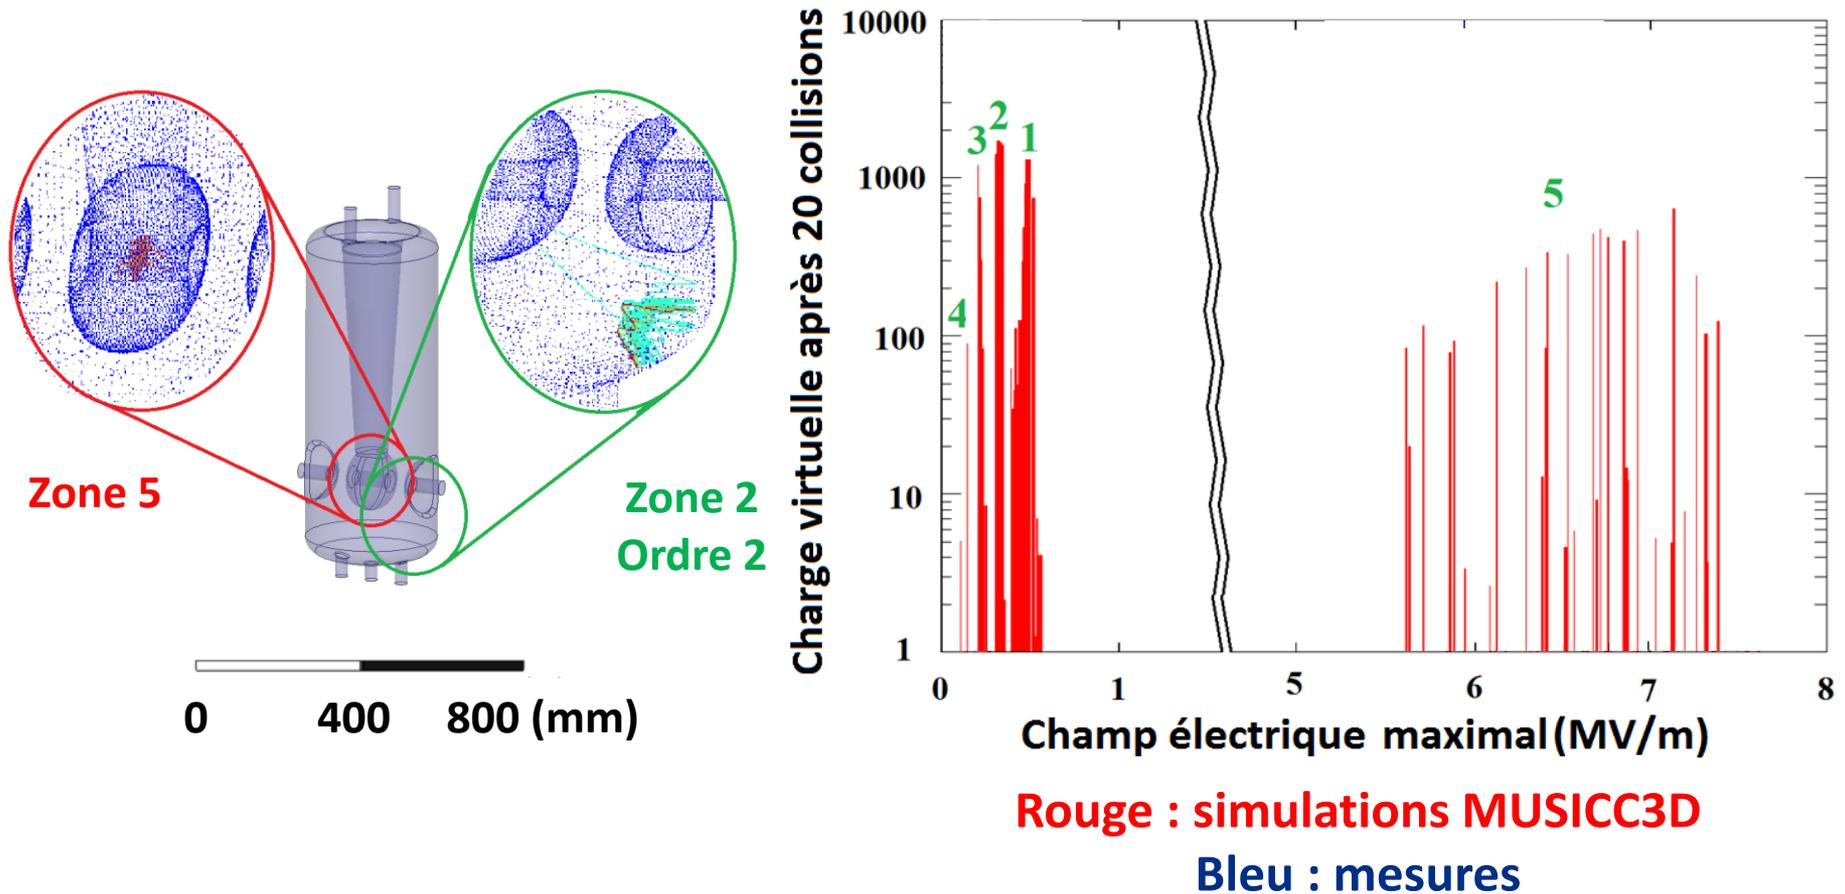 Zone 5
Zone 2
Ordre 2
0 400 800 (mm)
Charge virtuelle après 20 collisions
10000
1000
100
10
1
3 2 1
4
5
0 1 5 6 7 8
Champ électrique maximal (MV/m)
Rouge : simulations MUSICC3D
Bleu : mesures